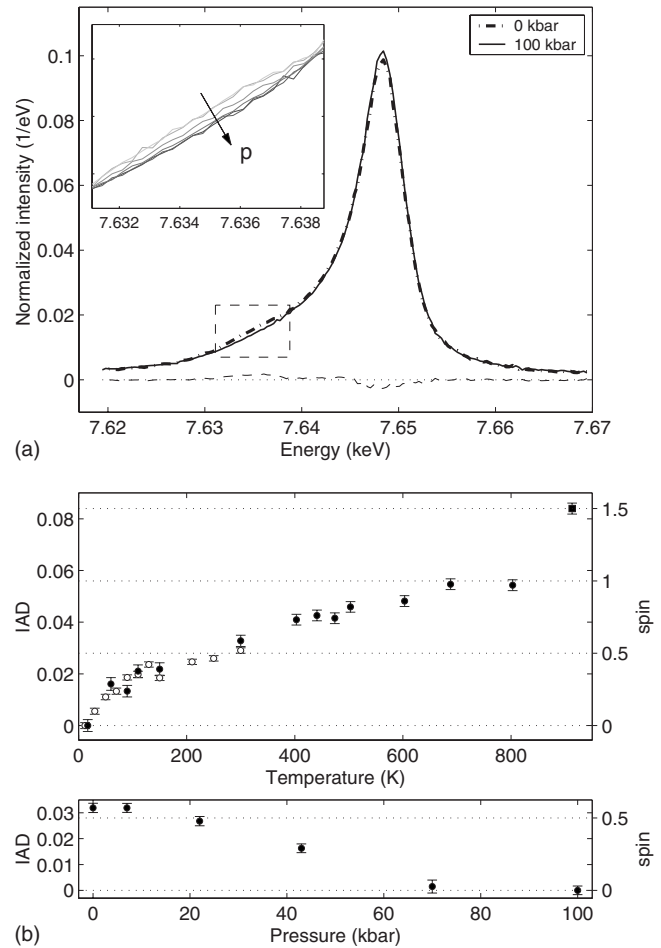 0 kbar
100 kbar
p
7.632 7.634 7.636 7.638
Normalized intensity (1/eV)
0.1
0.08
0.06
0.04
0.02
0
7.62 7.63 7.64 7.65 7.66 7.67
Energy (keV)
(a)
IAD
0.08
0.06
0.04
0.02
0
1.5
1
0.5
0
spin
0 200 400 600 800
Temperature (K)
IAD
0.03
0.02
0.01
0
0.5
0
spin
0 20 40 60 80 100
Pressure (kbar)
(b)